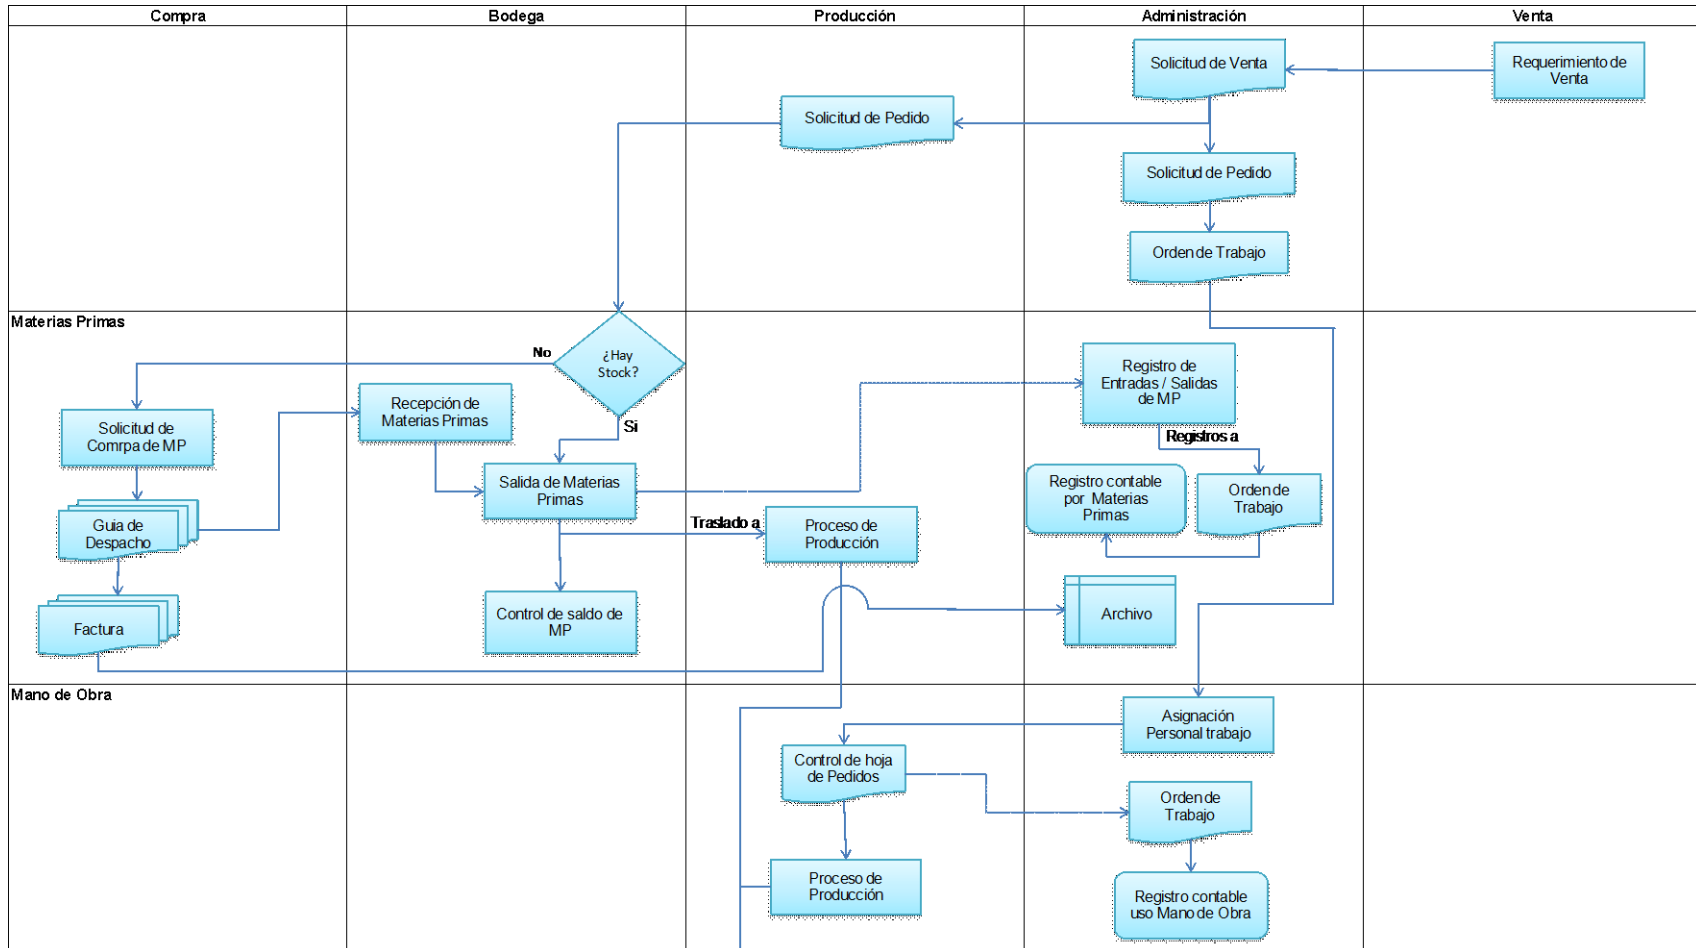 Compra
Bodega
Producción
Administración
Venta
Solicitud de Venta
Requerimiento de
Venta
Solicitud de Pedido
Solicitud de Pedido
Orden de Trabajo
Materias Primas
No
¿Hay
Stock?
Si
Recepción de
Materias Primas
Registro de
Entradas / Salidas
de MP
Solicitud de
Comrpa de MP
Registros a
Salida de Materias
Primas
Registro contable
por Materias
Primas
Orden de
Trabajo
Guia de
Despacho
Traslado a
Proceso de
Producción
Control de saldo de
MP
Archivo
Factura
Mano de Obra
Asignación
Personal trabajo
Control de hoja
de Pedidos
Orden de
Trabajo
Proceso de
Producción
Registro contable
uso Mano de Obra